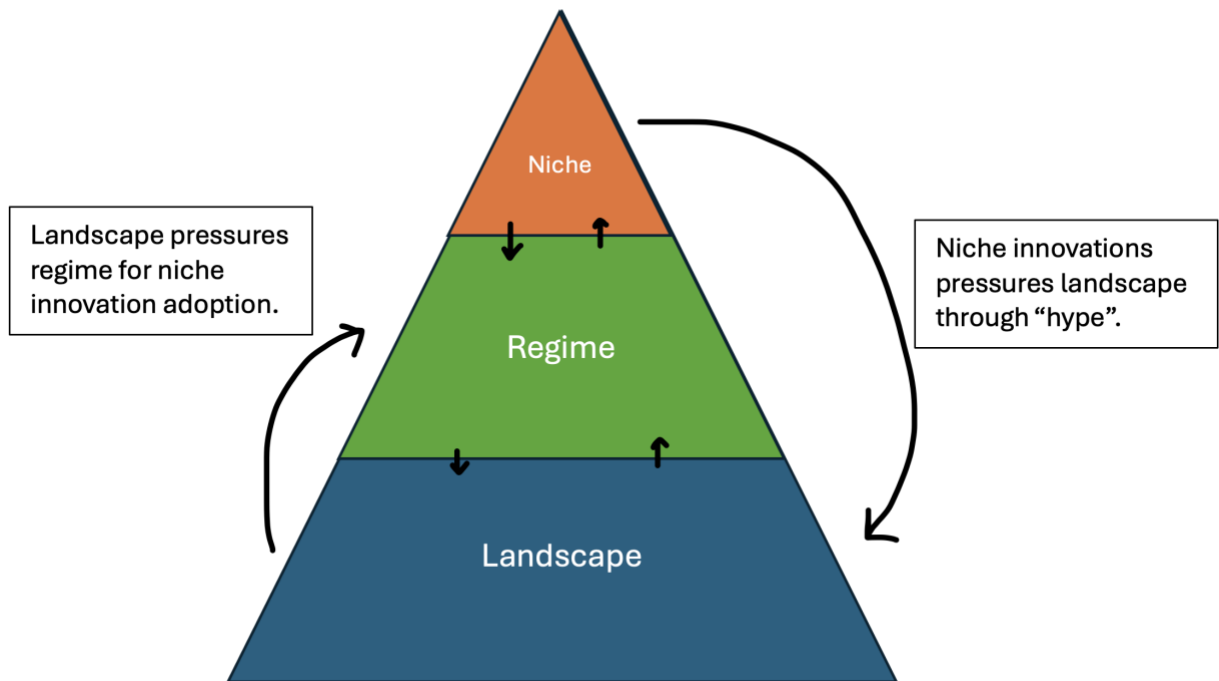 Niche
Landscape pressures
regime for niche
innovation adoption.
Niche innovations
pressures landscape
through “hype”.
Regime
Landscape